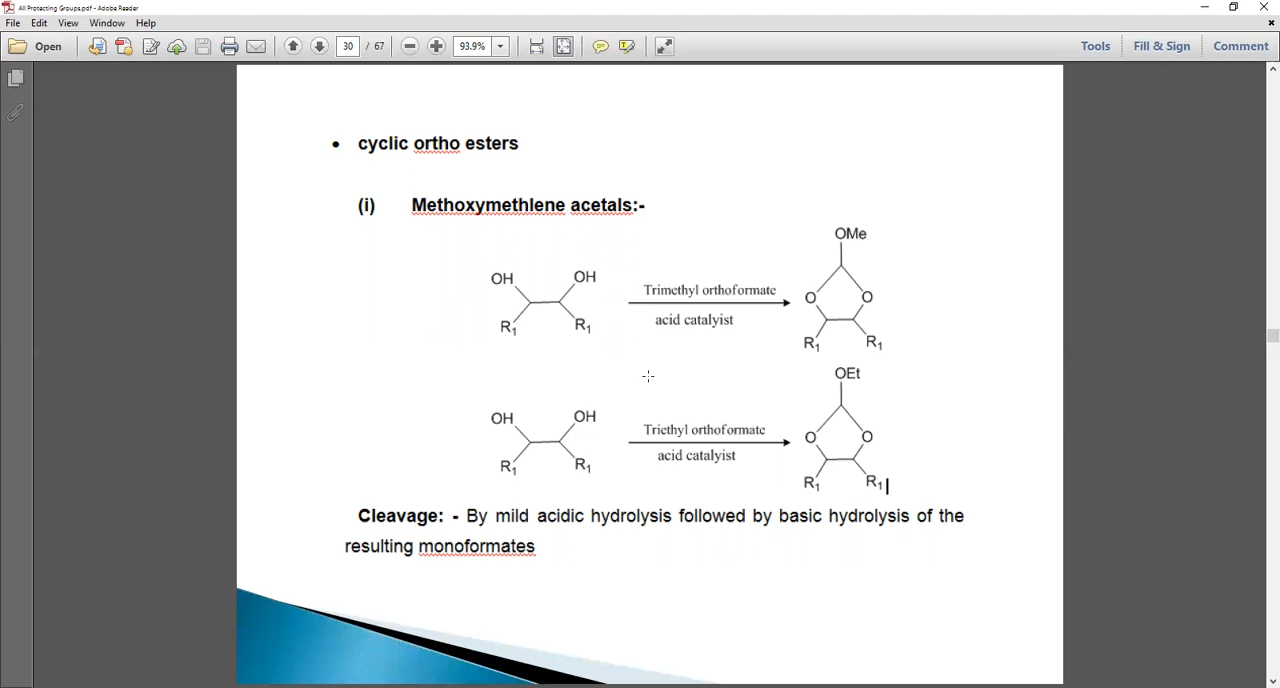 All Protecting Groups.pdf - Adobe Reader
File Edit View Window Help
Open 30 / 67 93.9% Tools Fill & Sign Comment
• cyclic ortho esters
(i) Methoxymethlene acetals:-
OMe
OH OH Trimethyl orthoformate O O
acid catalyist
R1 R1 R1 R1
OEt
OH OH Triethyl orthoformate O O
acid catalyist
R1 R1 R1 R1
Cleavage: - By mild acidic hydrolysis followed by basic hydrolysis of the
resulting monoformates